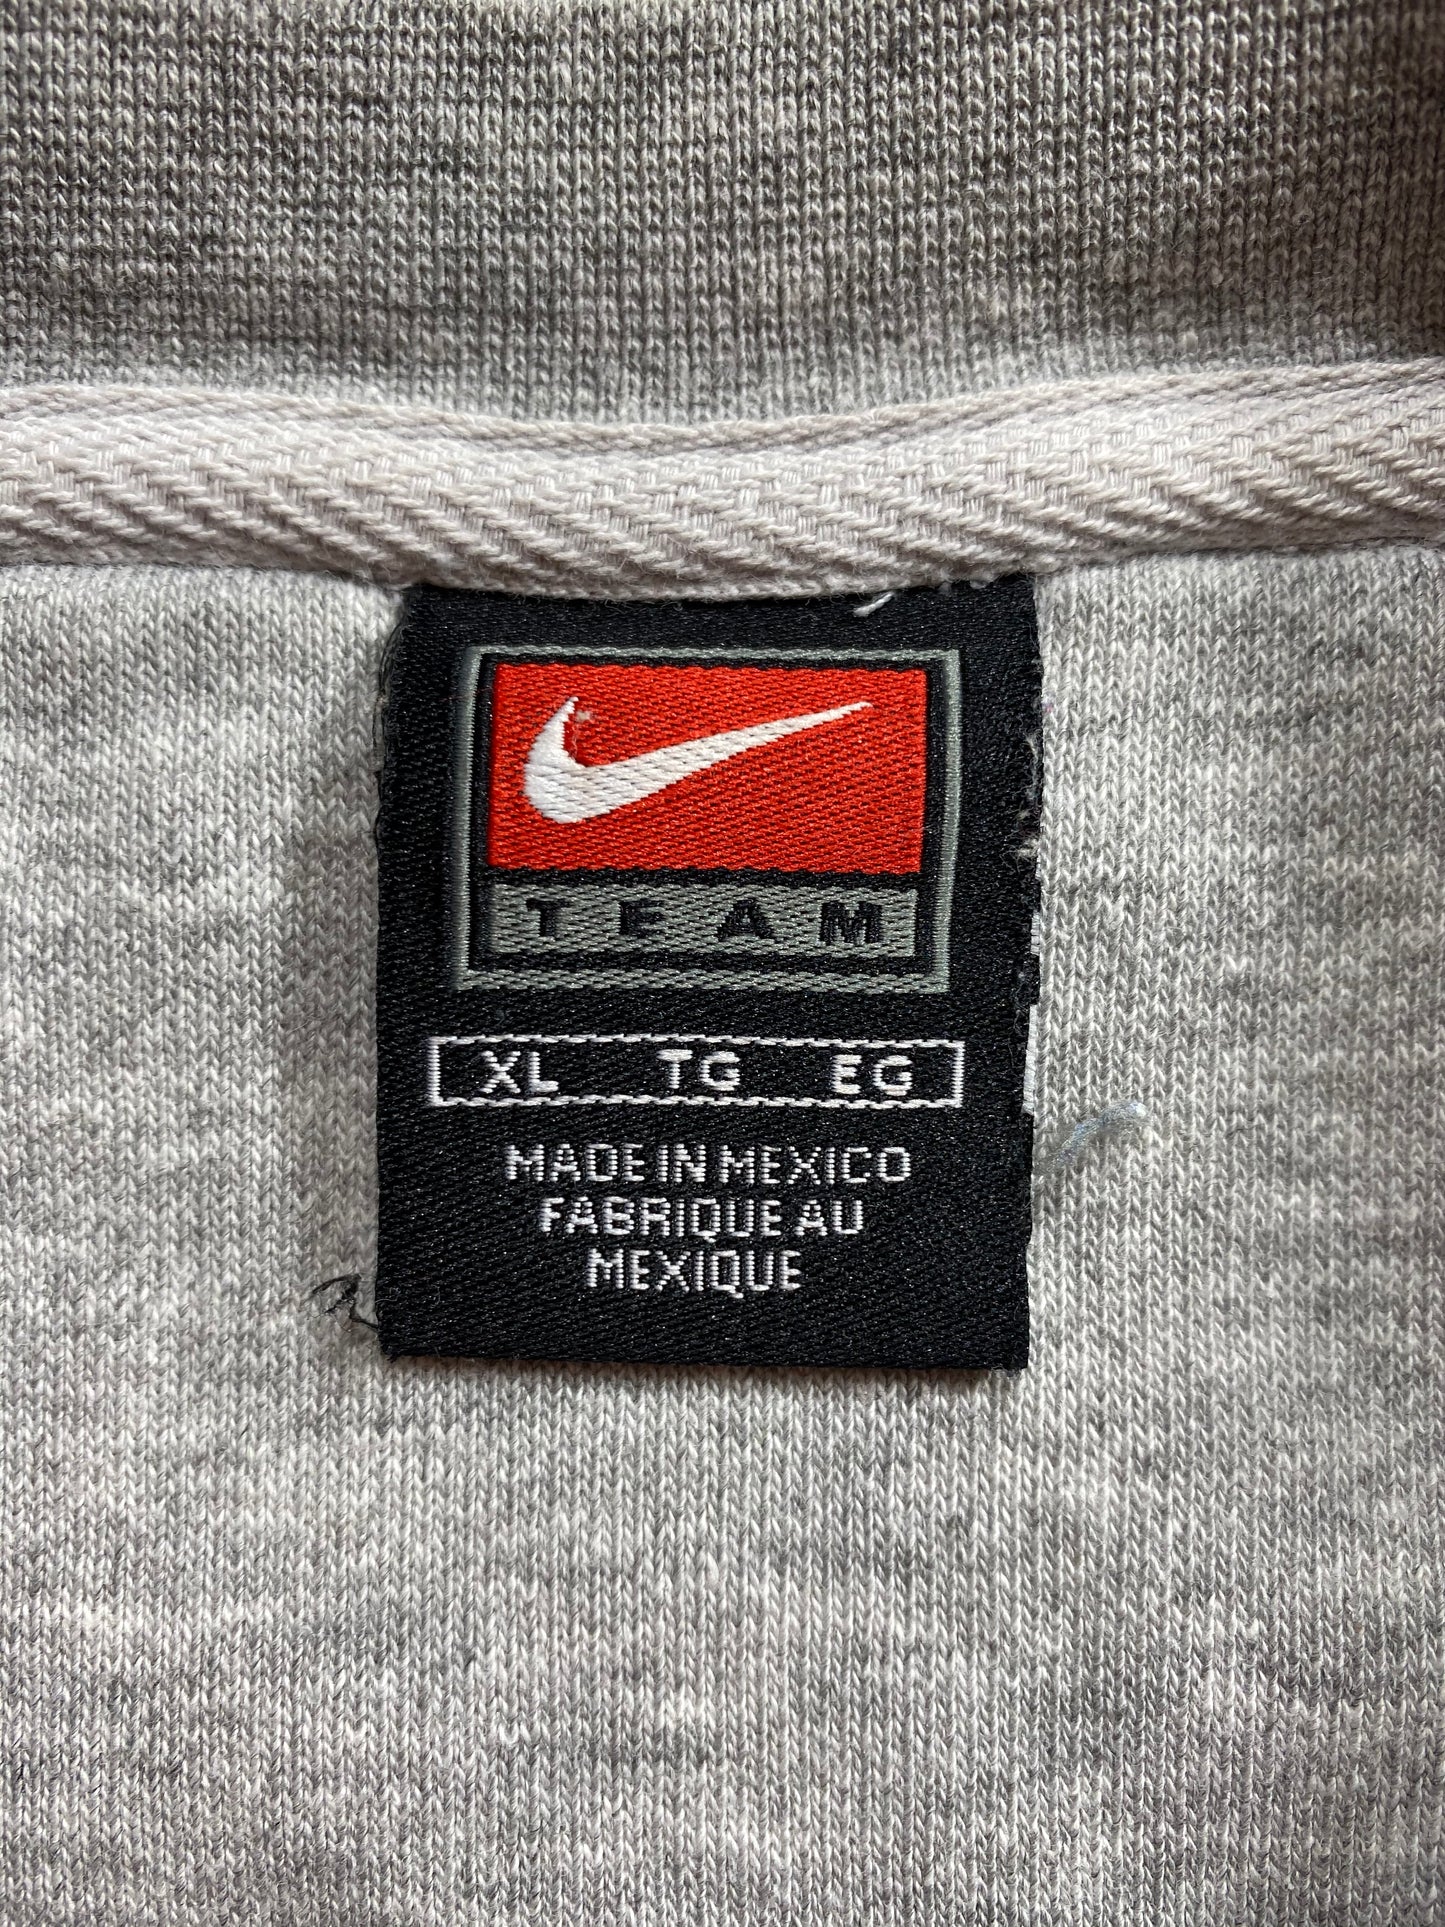 TEAM
XL TG EG
MADE IN MEXICO
FABRIQUE AU
MEXIQUE